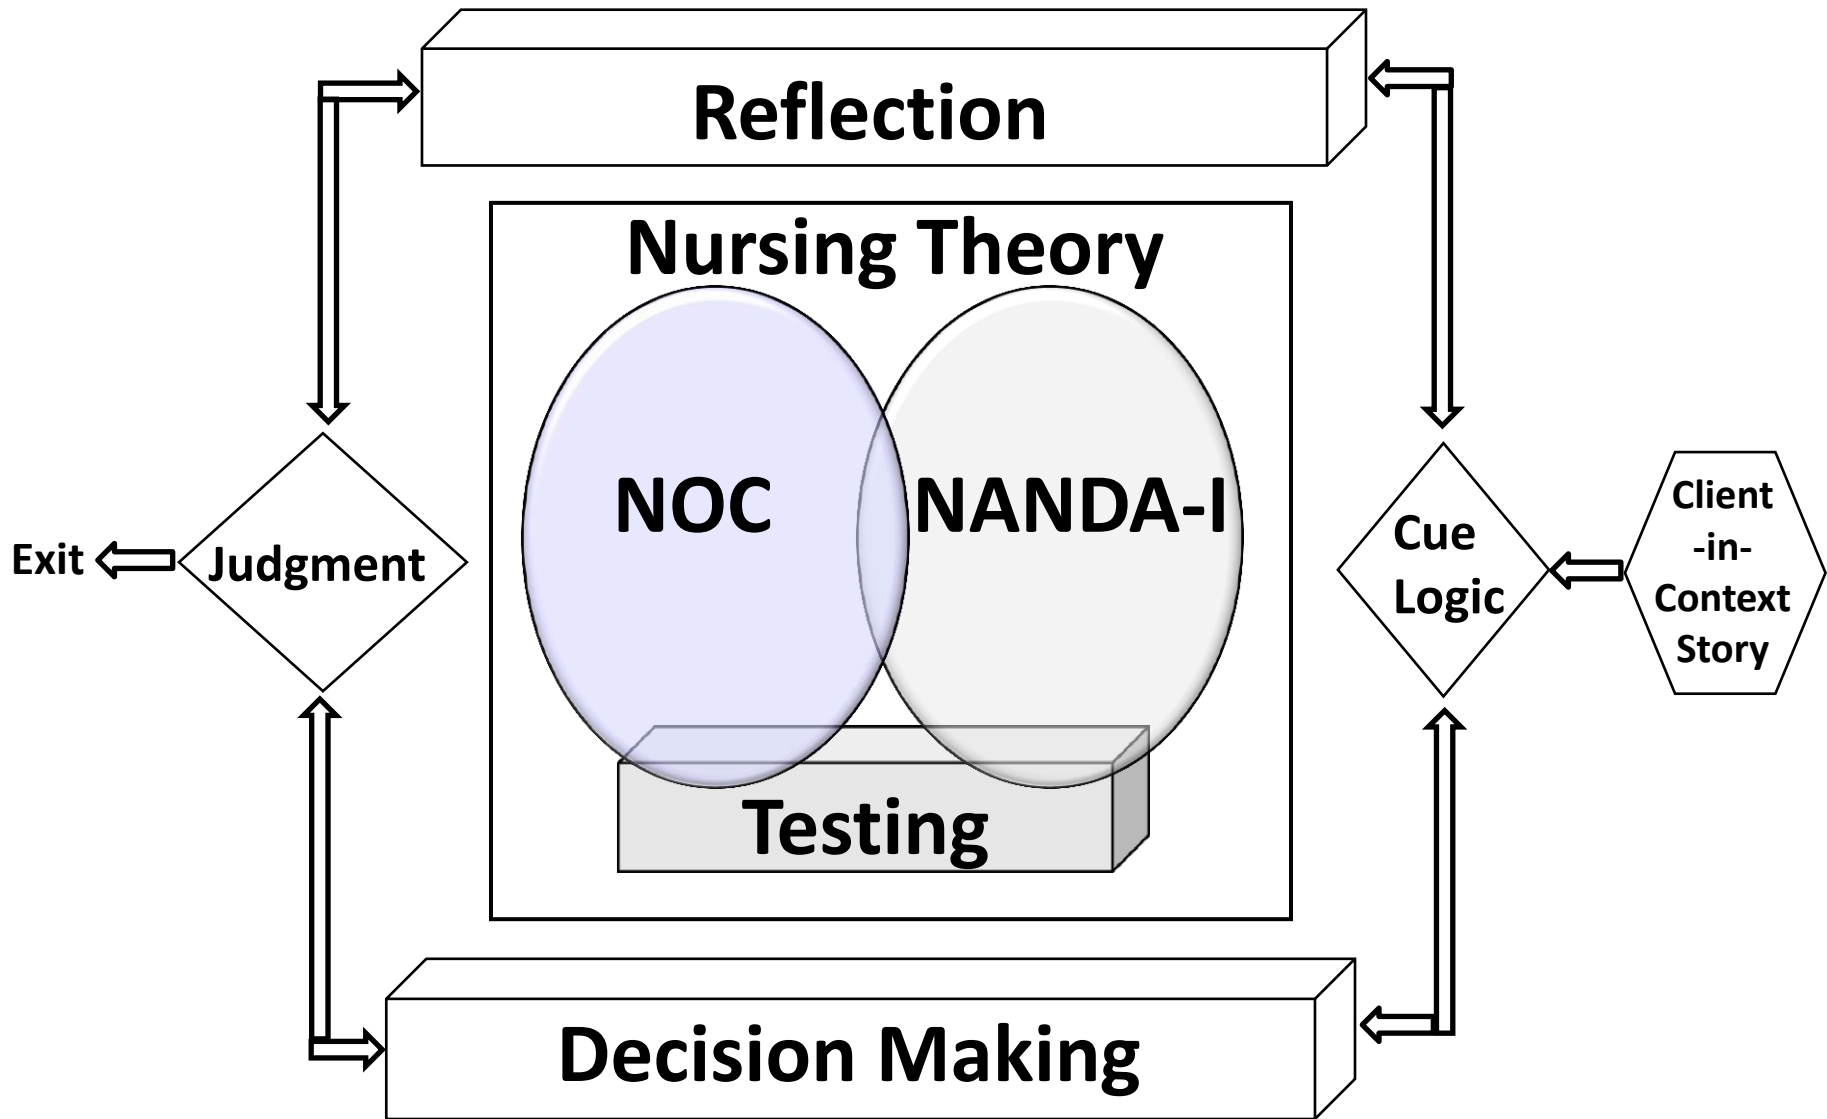 Reflection
Nursing Theory
NOC
NANDA-I
Testing
Exit
Judgment
Cue
Logic
Client
-in-
Context
Story
Decision Making